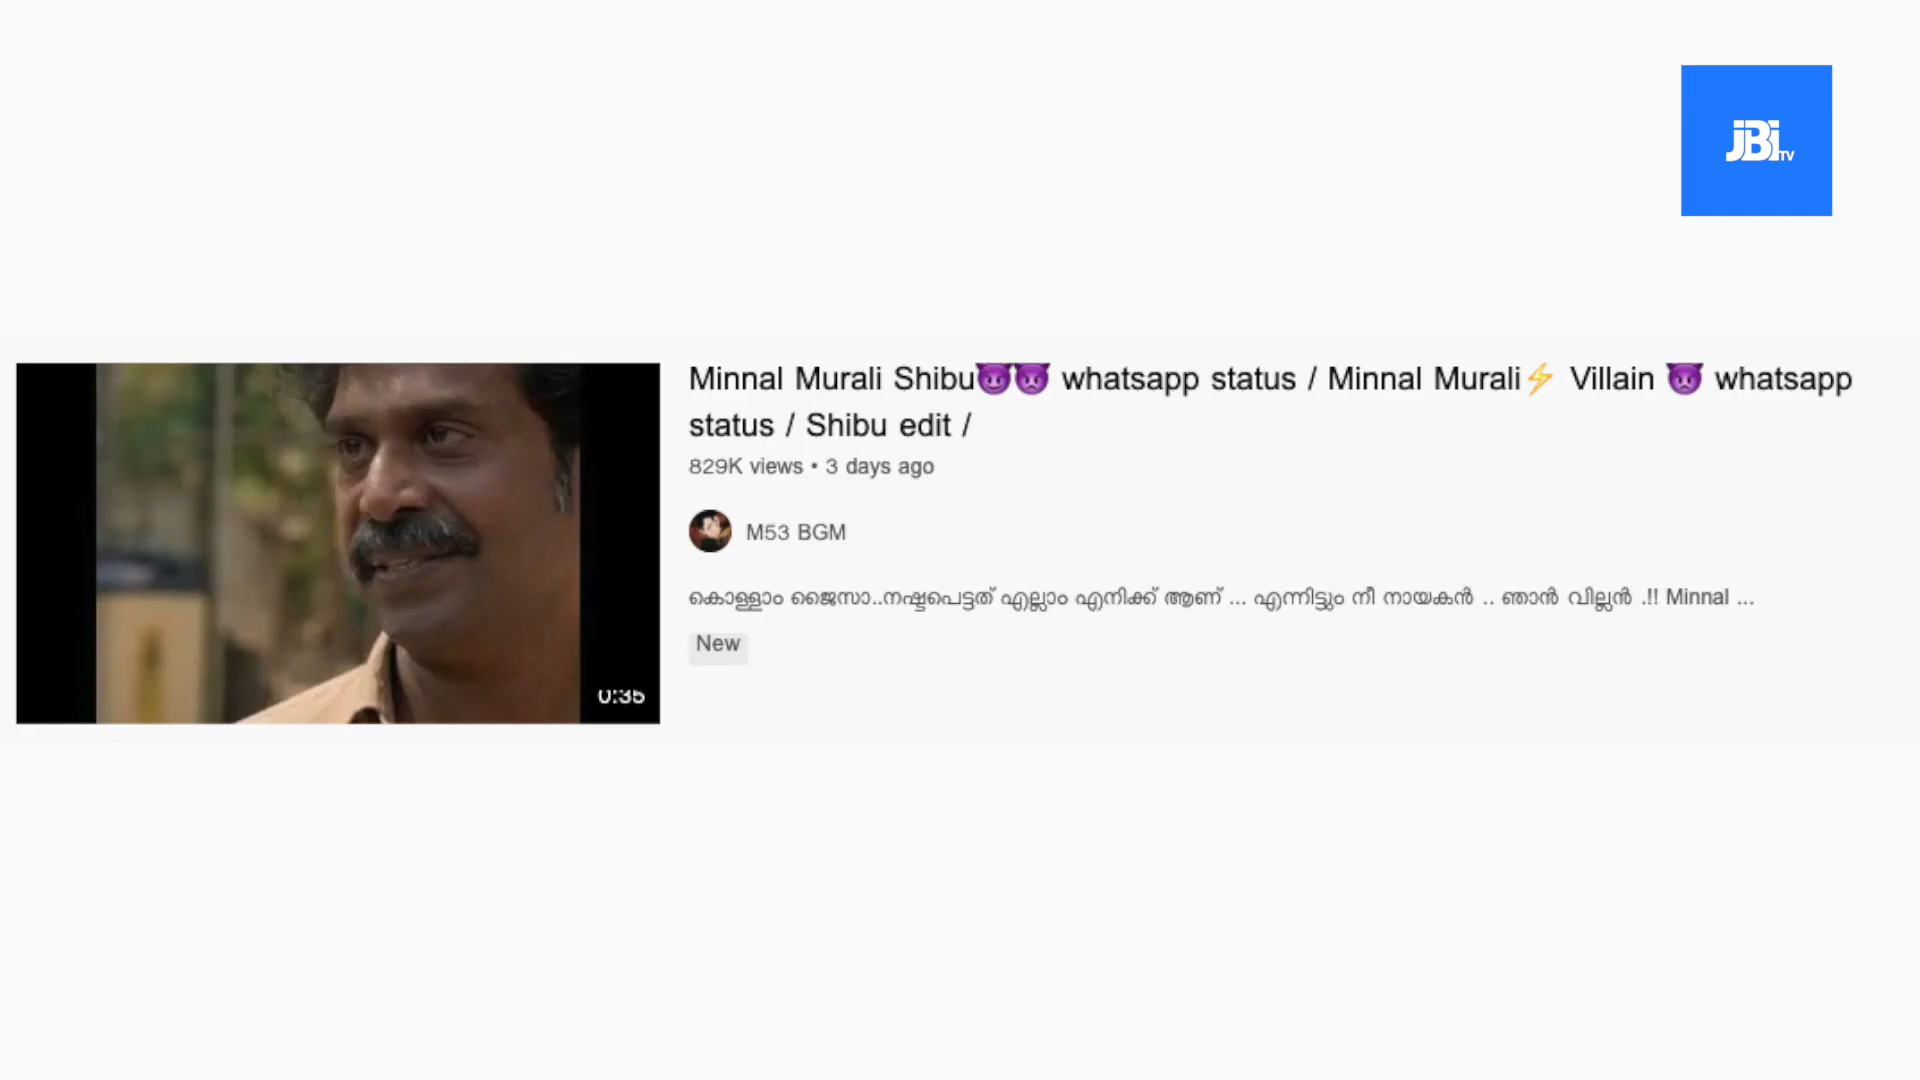 JBI TV
Minnal Murali Shibu😈😈 whatsapp status / Minnal Murali⚡ Villain 👿 whatsapp
status / Shibu edit /
829K views • 3 days ago
M53 BGM
കൊള്ളാം ജൈസാ..നഷ്ടപെട്ടത് എല്ലാം എനിക്ക് ആണ് ... എന്നിട്ടും നീ നായകൻ .. ഞാൻ വില്ലൻ .!! Minnal ...
New
0:35